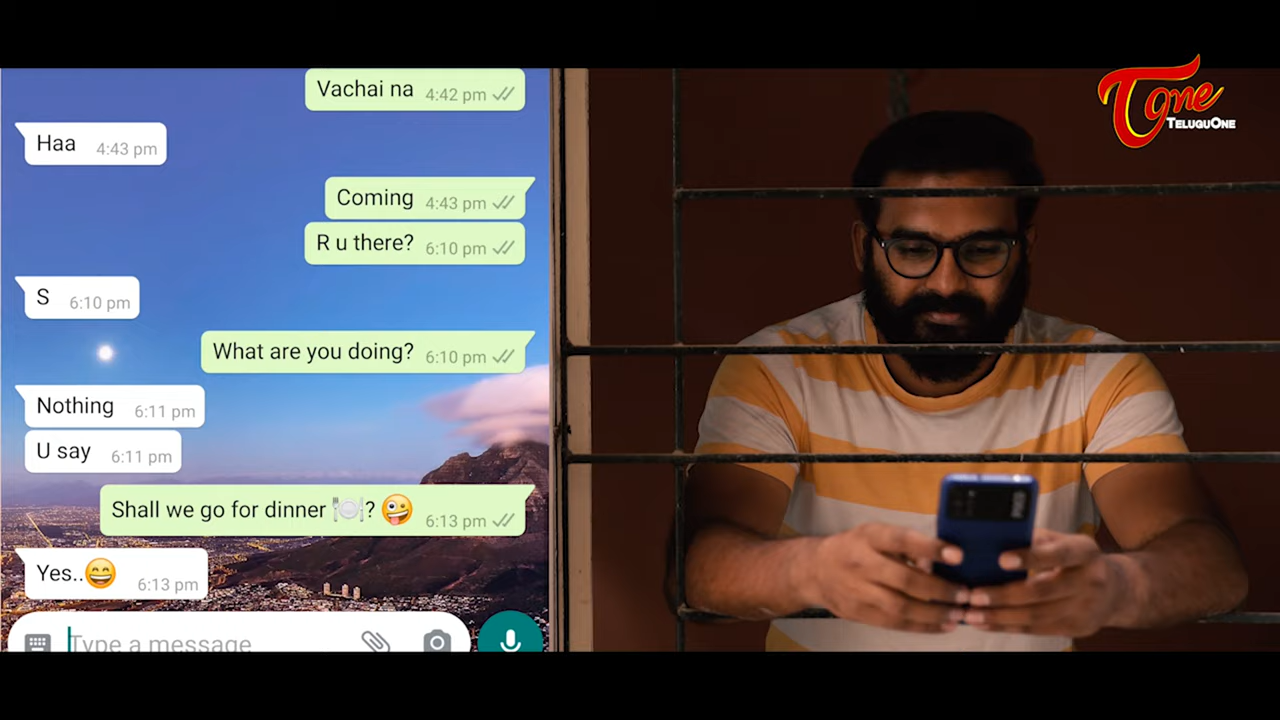 Vachai na 4:42 pm
Haa 4:43 pm
Coming 4:43 pm
R u there? 6:10 pm
S 6:10 pm
What are you doing? 6:10 pm
Nothing 6:11 pm
U say 6:11 pm
Shall we go for dinner 🍽? 🤪 6:13 pm
Yes..😄 6:13 pm
Type a message
Tone
TELUGUONE
POCO